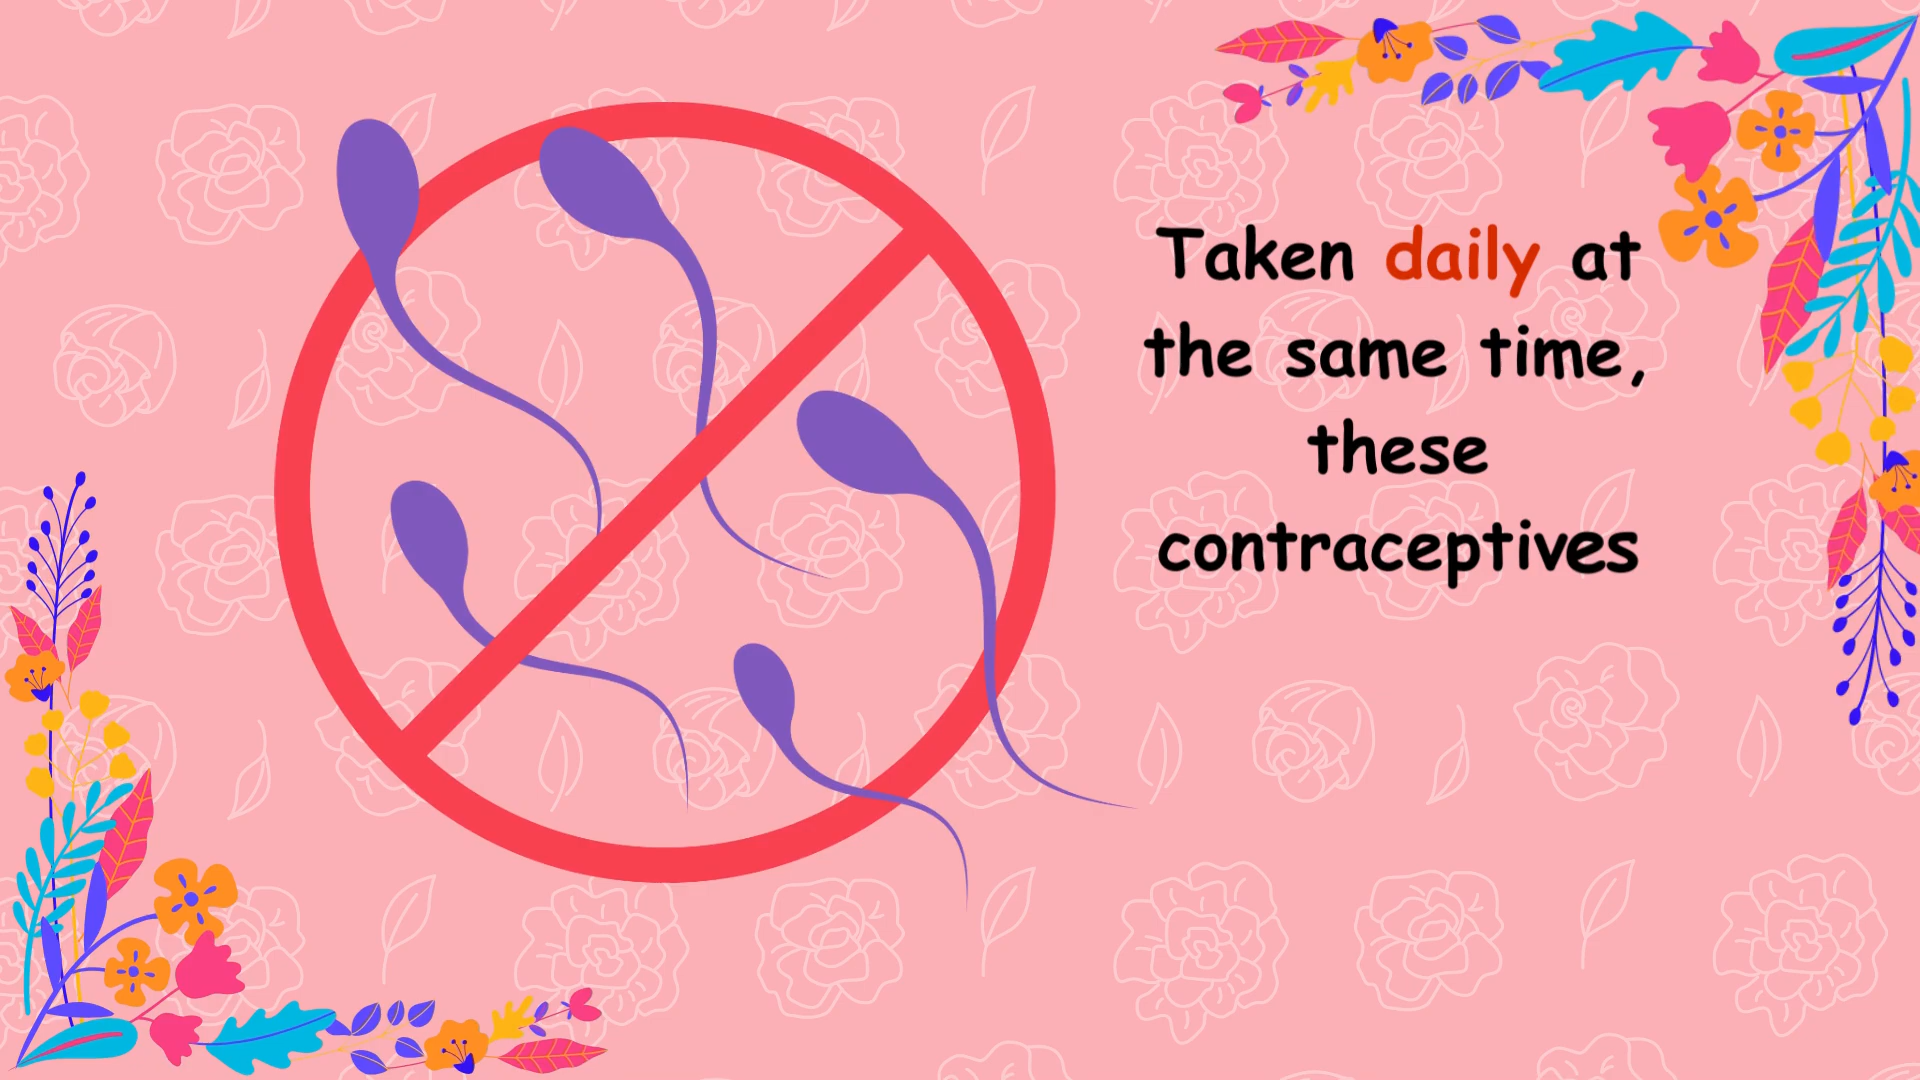 Taken daily at
the same time,
these
contraceptives